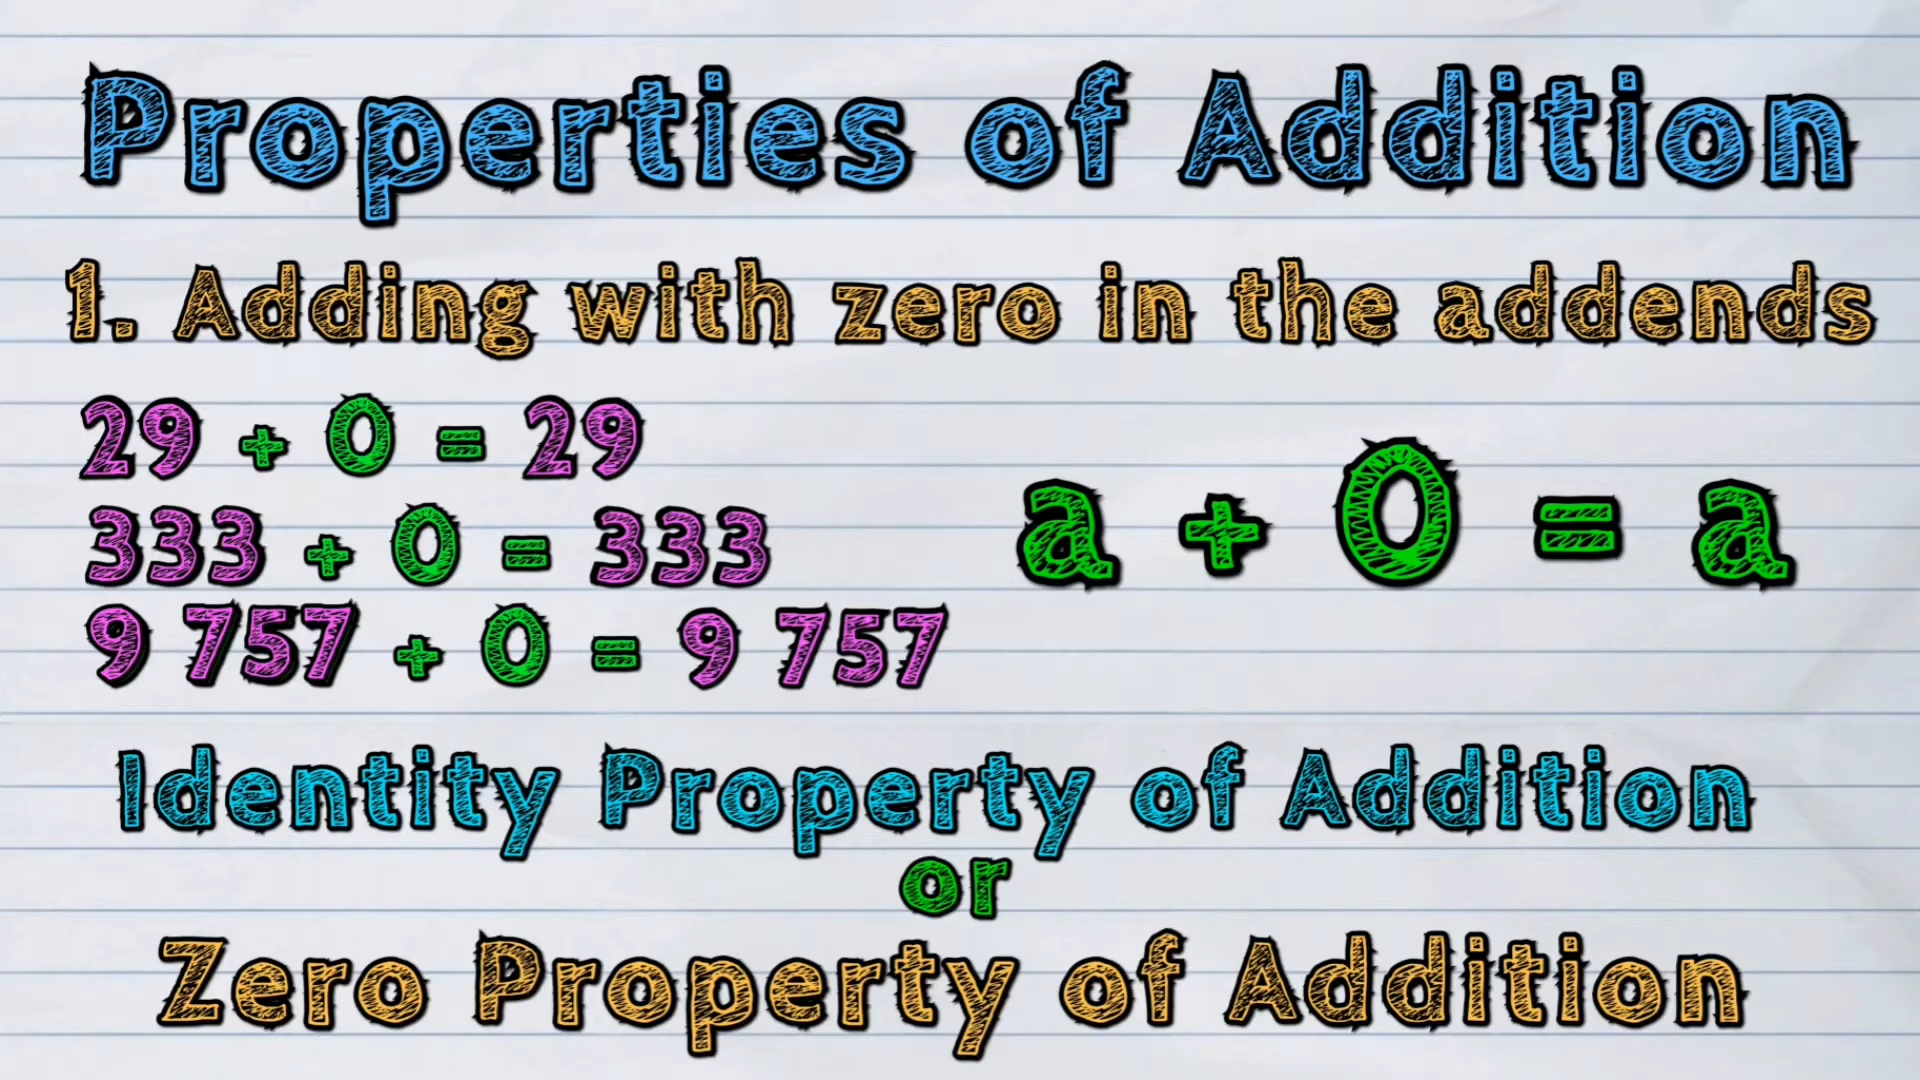 Properties of Addition
1. Adding with zero in the addends
29 + 0 = 29
333 + 0 = 333
a + 0 = a
9 757 + 0 = 9 757
Identity Property of Addition
or
Zero Property of Addition